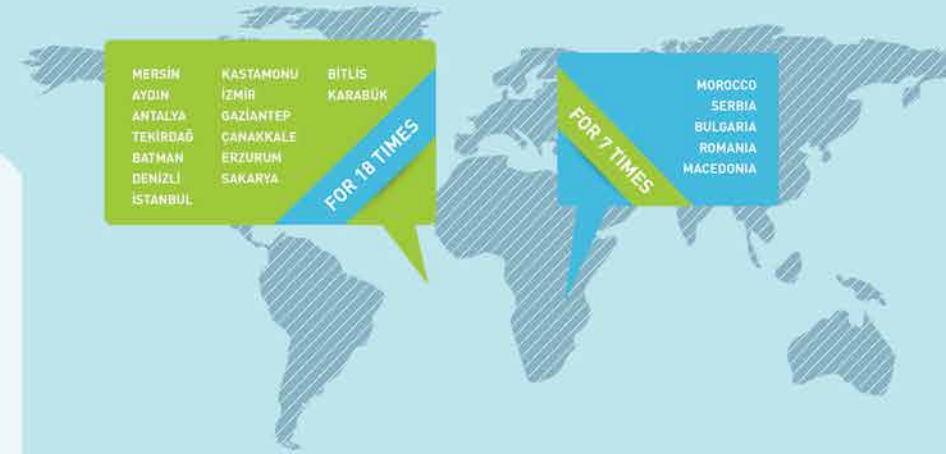 MERSİN
AYDIN
ANTALYA
TEKİRDAĞ
BATMAN
DENİZLİ
İSTANBUL
KASTAMONU
İZMİR
GAZİANTEP
ÇANAKKALE
ERZURUM
SAKARYA
BİTLİS
KARABÜK
FOR 18 TIMES
FOR 7 TIMES
MOROCCO
SERBIA
BULGARIA
ROMANIA
MACEDONIA